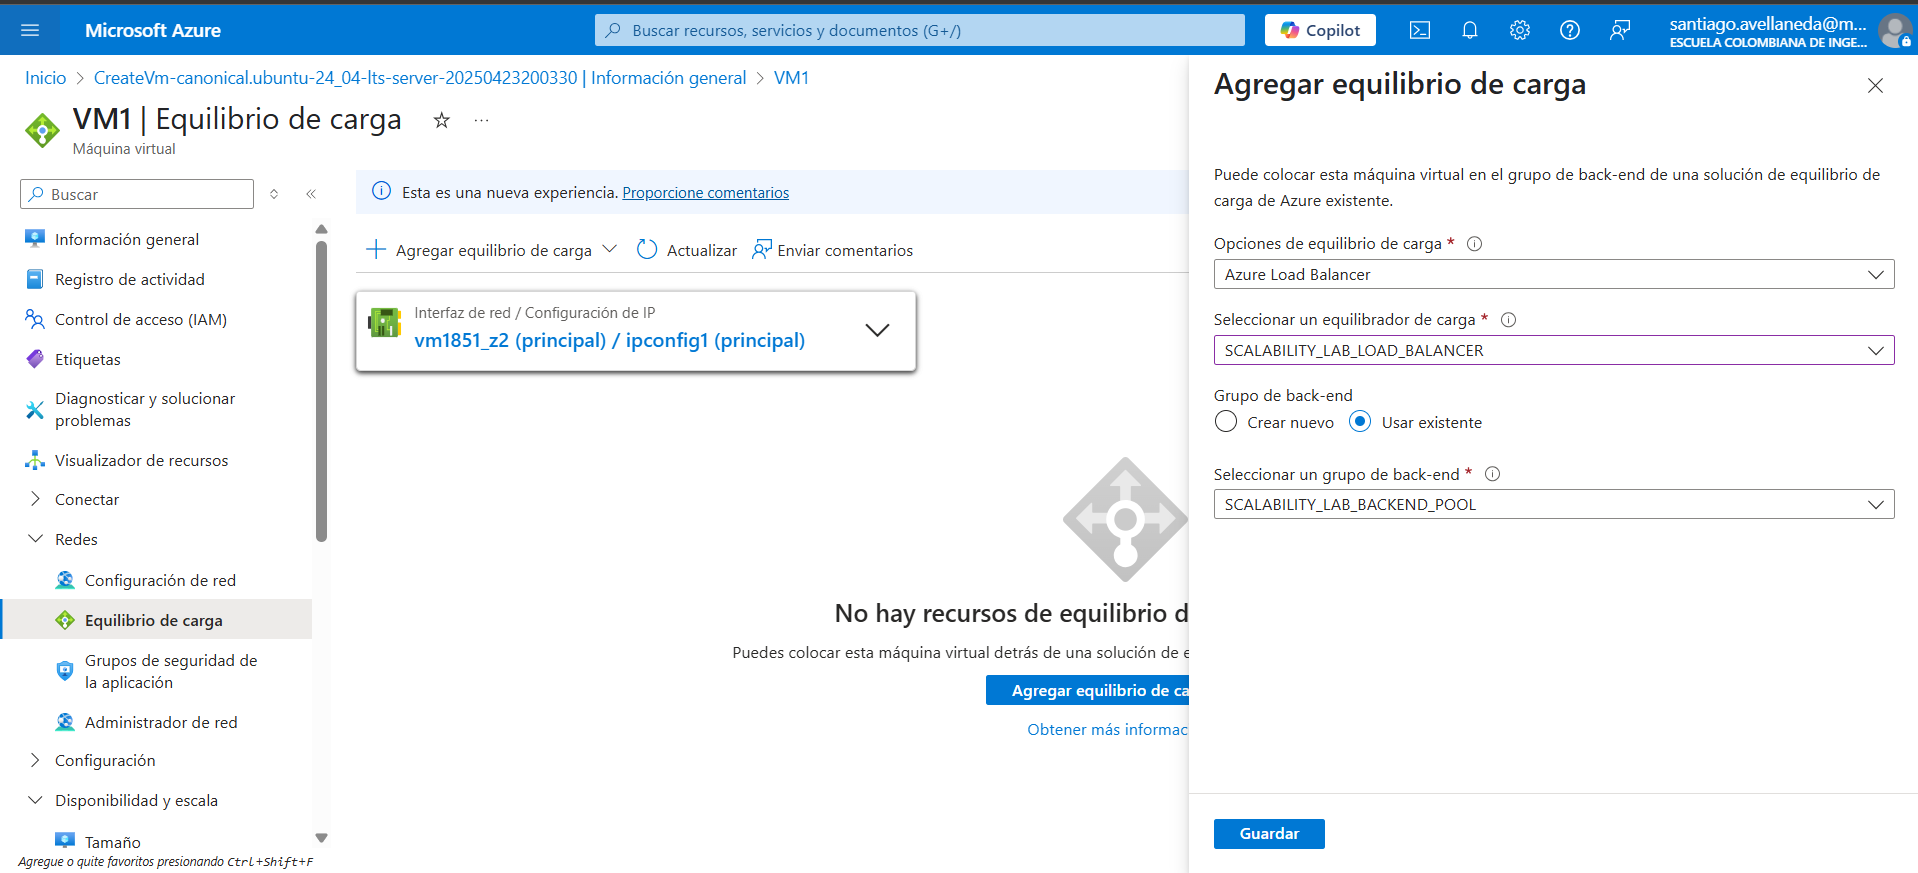 Microsoft Azure
Buscar recursos, servicios y documentos (G+/)
Copilot
santiago.avellaneda@m...
ESCUELA COLOMBIANA DE INGE...
Inicio > CreateVm-canonical.ubuntu-24_04-lts-server-20250423200330 | Información general > VM1
VM1 | Equilibrio de carga
Máquina virtual
Buscar
Información general
Registro de actividad
Control de acceso (IAM)
Etiquetas
Diagnosticar y solucionar
problemas
Visualizador de recursos
Conectar
Redes
Configuración de red
Equilibrio de carga
Grupos de seguridad de
la aplicación
Administrador de red
Configuración
Disponibilidad y escala
Tamaño
Agregue o quite favoritos presionando Ctrl+Shift+F
Esta es una nueva experiencia. Proporcione comentarios
Agregar equilibrio de carga
Actualizar
Enviar comentarios
Interfaz de red / Configuración de IP
vm1851_z2 (principal) / ipconfig1 (principal)
No hay recursos de equilibrio d
Puedes colocar esta máquina virtual detrás de una solución de e
Agregar equilibrio de ca
Obtener más informac
Agregar equilibrio de carga
Puede colocar esta máquina virtual en el grupo de back-end de una solución de equilibrio de
carga de Azure existente.
Opciones de equilibrio de carga *
Azure Load Balancer
Seleccionar un equilibrador de carga *
SCALABILITY_LAB_LOAD_BALANCER
Grupo de back-end
Crear nuevo
Usar existente
Seleccionar un grupo de back-end *
SCALABILITY_LAB_BACKEND_POOL
Guardar